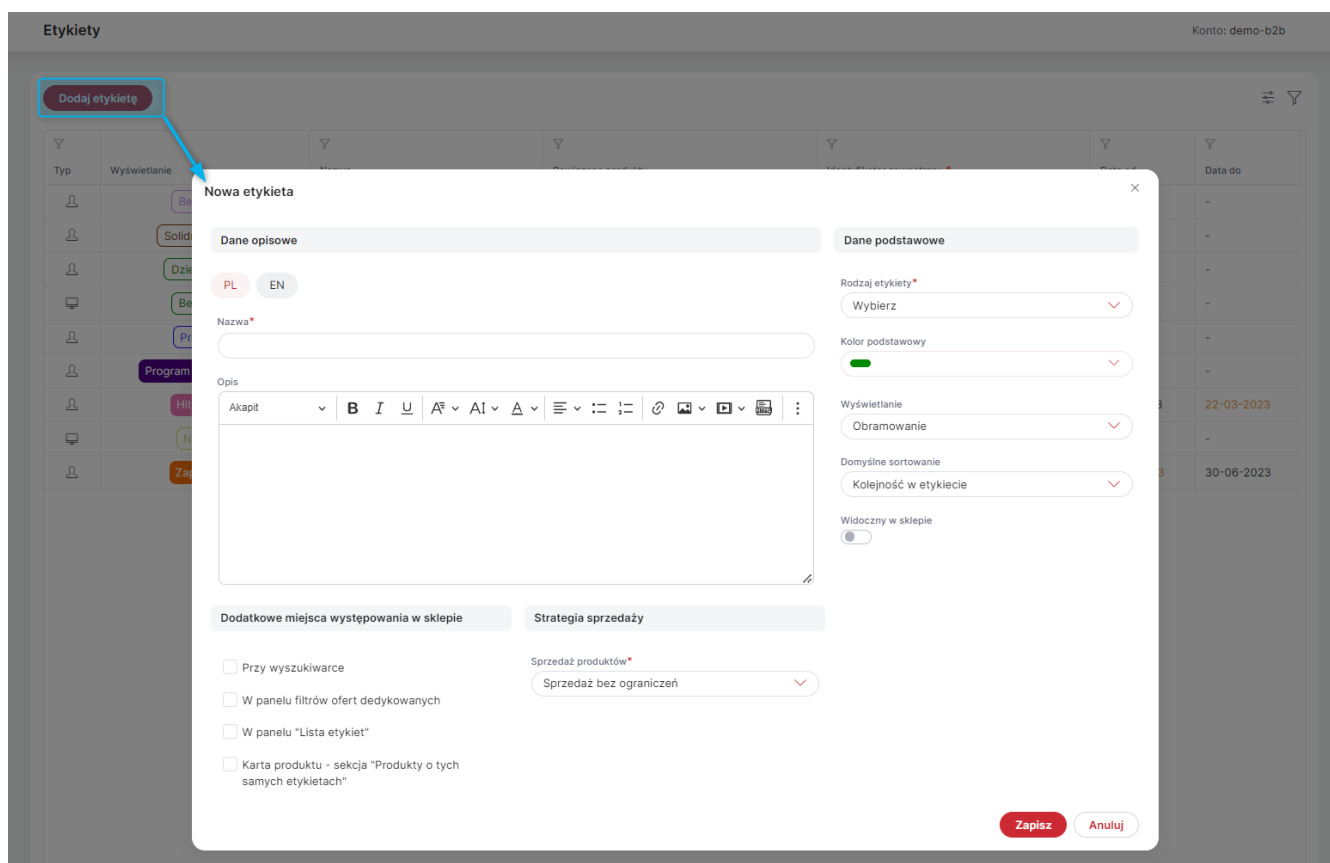 Etykiety
Konto: demo-b2b
Dodaj etykietę
Typ
Wyświetlanie
Data do
-
-
-
-
-
Program
-
22-03-2023
-
30-06-2023
Nowa etykieta
Dane opisowe
PL EN
Nazwa*
Opis
Akapit
B I U
Dodatkowe miejsca występowania w sklepie
Przy wyszukiwarce
W panelu filtrów ofert dedykowanych
W panelu "Lista etykiet"
Karta produktu - sekcja "Produkty o tych
samych etykietach"
Strategia sprzedaży
Sprzedaż produktów*
Sprzedaż bez ograniczeń
Dane podstawowe
Rodzaj etykiety*
Wybierz
Kolor podstawowy
Wyświetlanie
Obramowanie
Domyślne sortowanie
Kolejność w etykiecie
Widoczny w sklepie
Zapisz
Anuluj